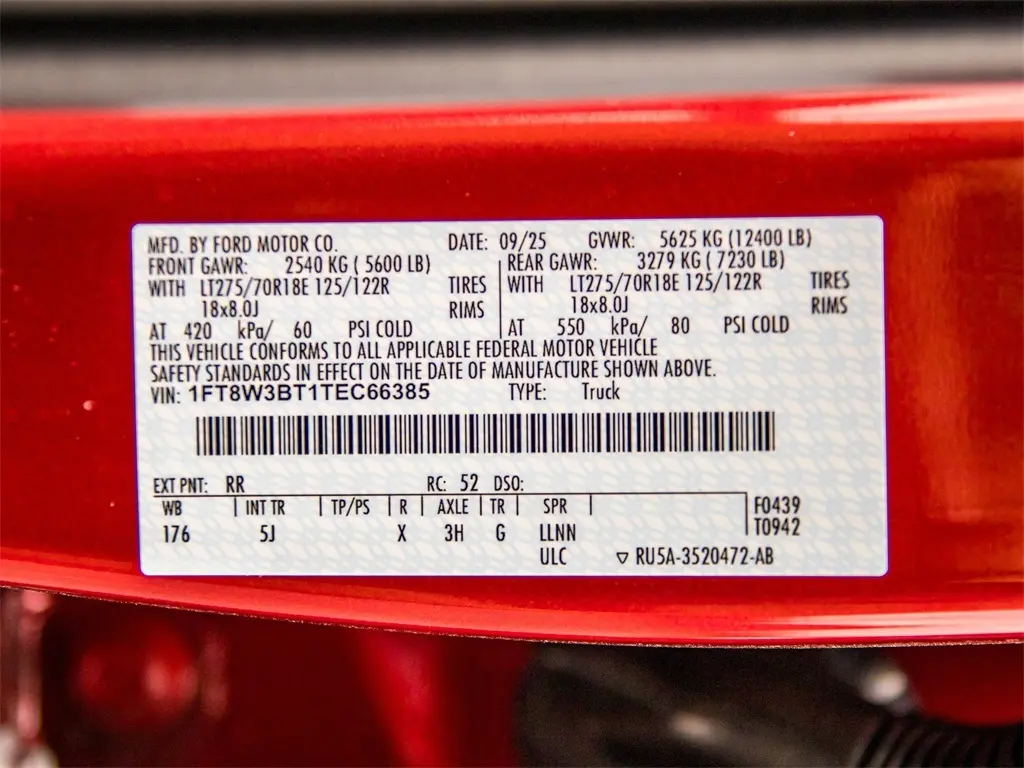 MFD. BY FORD MOTOR CO. DATE: 09/25 GVWR: 5625 KG (12400 LB)
FRONT GAWR: 2540 KG ( 5600 LB) REAR GAWR: 3279 KG ( 7230 LB)
WITH LT275/70R18E 125/122R TIRES WITH LT275/70R18E 125/122R TIRES
18x8.0J RIMS 18x8.0J RIMS
AT 420 kPa/ 60 PSI COLD AT 550 kPa/ 80 PSI COLD
THIS VEHICLE CONFORMS TO ALL APPLICABLE FEDERAL MOTOR VEHICLE
SAFETY STANDARDS IN EFFECT ON THE DATE OF MANUFACTURE SHOWN ABOVE.
VIN: 1FT8W3BT1TEC66385 TYPE: Truck
EXT PNT: RR RC: 52 DSO:
WB INT TR TP/PS R AXLE TR SPR F0439
176 5J X 3H G LLNN T0942
ULC ▽ RU5A-3520472-AB